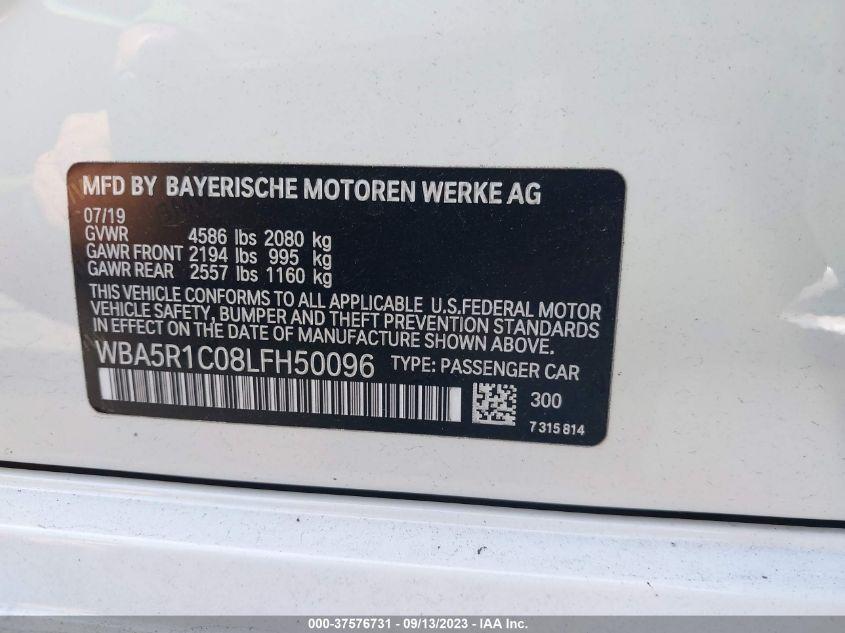 MFD BY BAYERISCHE MOTOREN WERKE AG
07/19
GVWR 4586 lbs 2080 kg
GAWR FRONT 2194 lbs 995 kg
GAWR REAR 2557 lbs 1160 kg
THIS VEHICLE CONFORMS TO ALL APPLICABLE U.S.FEDERAL MOTOR
VEHICLE SAFETY, BUMPER AND THEFT PREVENTION STANDARDS
IN EFFECT ON THE DATE OF MANUFACTURE SHOWN ABOVE.
WBA5R1C08LFH50096 TYPE: PASSENGER CAR
300
7 315 814
000-37576731 - 09/13/2023 - IAA Inc.